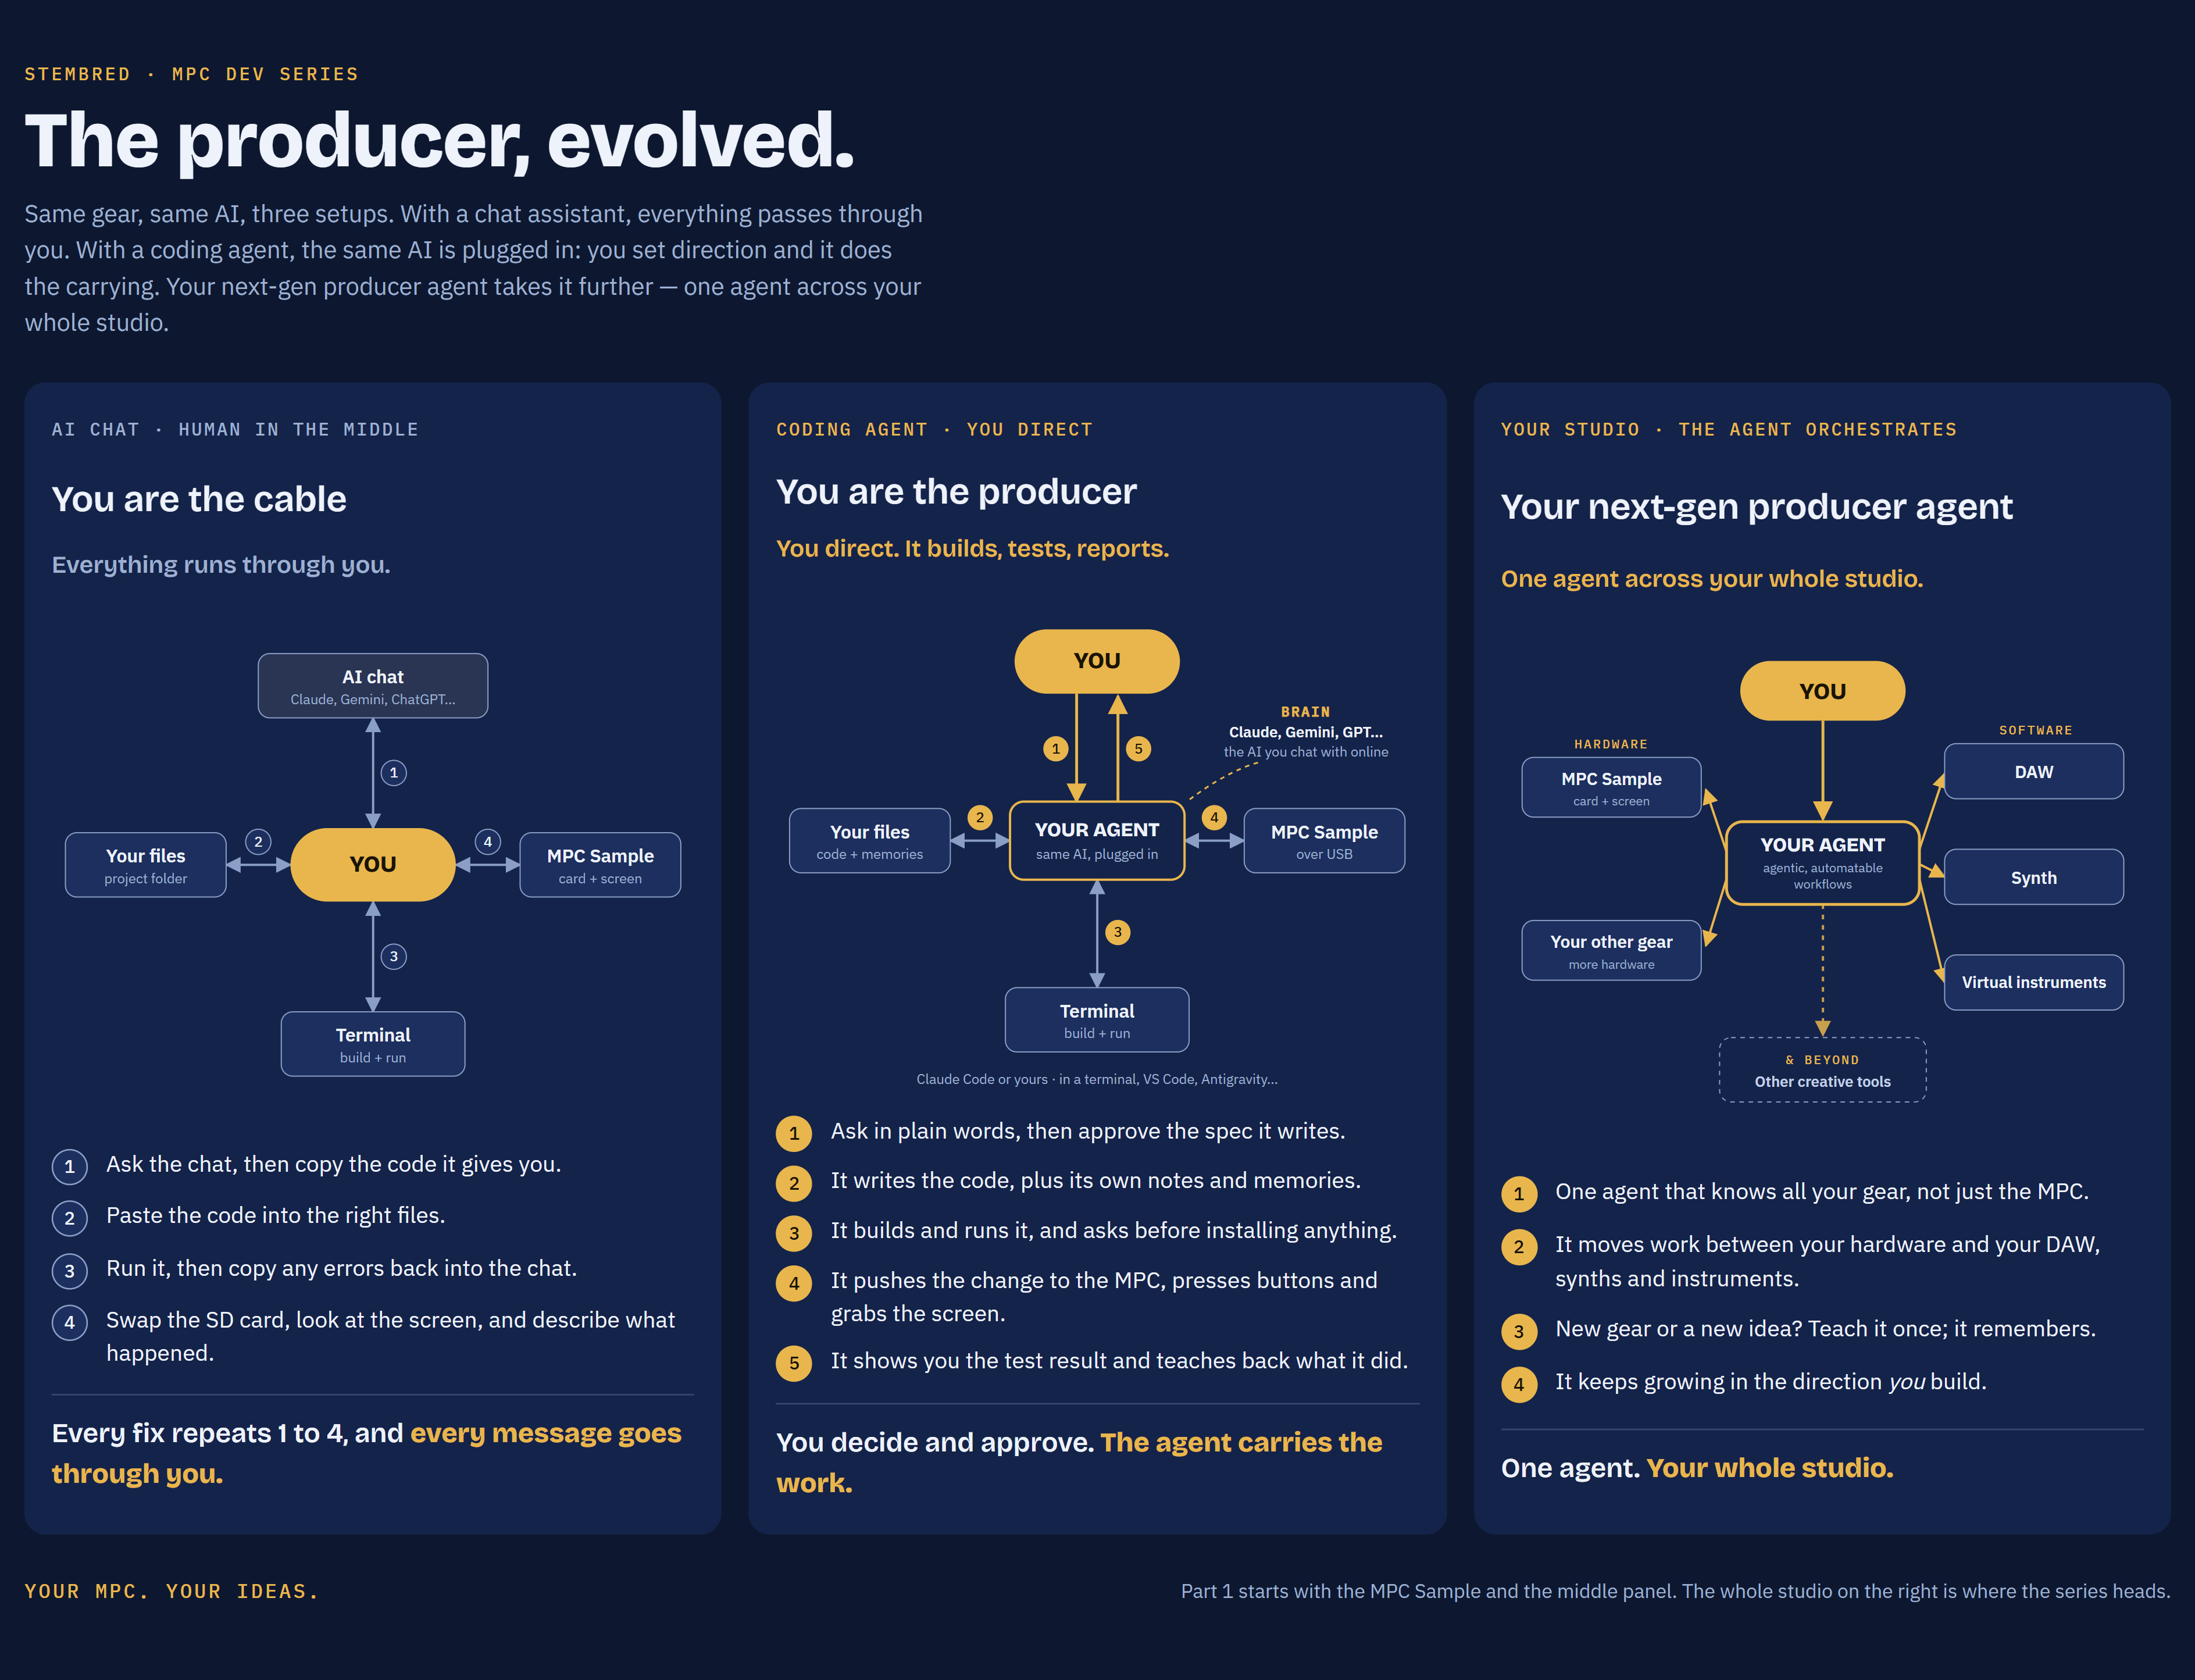 STEMBRED · MPC DEV SERIES
The producer, evolved.
Same gear, same AI, three setups. With a chat assistant, everything passes through
you. With a coding agent, the same AI is plugged in: you set direction and it does
the carrying. Your next-gen producer agent takes it further — one agent across your
whole studio.
AI CHAT · HUMAN IN THE MIDDLE
You are the cable
Everything runs through you.
AI chat
Claude, Gemini, ChatGPT...
1
Your files
project folder
2
YOU
4
MPC Sample
card + screen
3
Terminal
build + run
1 Ask the chat, then copy the code it gives you.
2 Paste the code into the right files.
3 Run it, then copy any errors back into the chat.
4 Swap the SD card, look at the screen, and describe what
happened.
Every fix repeats 1 to 4, and every message goes
through you.
CODING AGENT · YOU DIRECT
You are the producer
You direct. It builds, tests, reports.
YOU
1
5
BRAIN
Claude, Gemini, GPT...
the AI you chat with online
Your files
code + memories
2
YOUR AGENT
same AI, plugged in
4
MPC Sample
over USB
3
Terminal
build + run
Claude Code or yours · in a terminal, VS Code, Antigravity...
1 Ask in plain words, then approve the spec it writes.
2 It writes the code, plus its own notes and memories.
3 It builds and runs it, and asks before installing anything.
4 It pushes the change to the MPC, presses buttons and
grabs the screen.
5 It shows you the test result and teaches back what it did.
You decide and approve. The agent carries the
work.
YOUR STUDIO · THE AGENT ORCHESTRATES
Your next-gen producer agent
One agent across your whole studio.
YOU
HARDWARE
MPC Sample
card + screen
Your other gear
more hardware
YOUR AGENT
agentic, automatable
workflows
SOFTWARE
DAW
Synth
Virtual instruments
& BEYOND
Other creative tools
1 One agent that knows all your gear, not just the MPC.
2 It moves work between your hardware and your DAW,
synths and instruments.
3 New gear or a new idea? Teach it once; it remembers.
4 It keeps growing in the direction you build.
One agent. Your whole studio.
YOUR MPC. YOUR IDEAS.
Part 1 starts with the MPC Sample and the middle panel. The whole studio on the right is where the series heads.